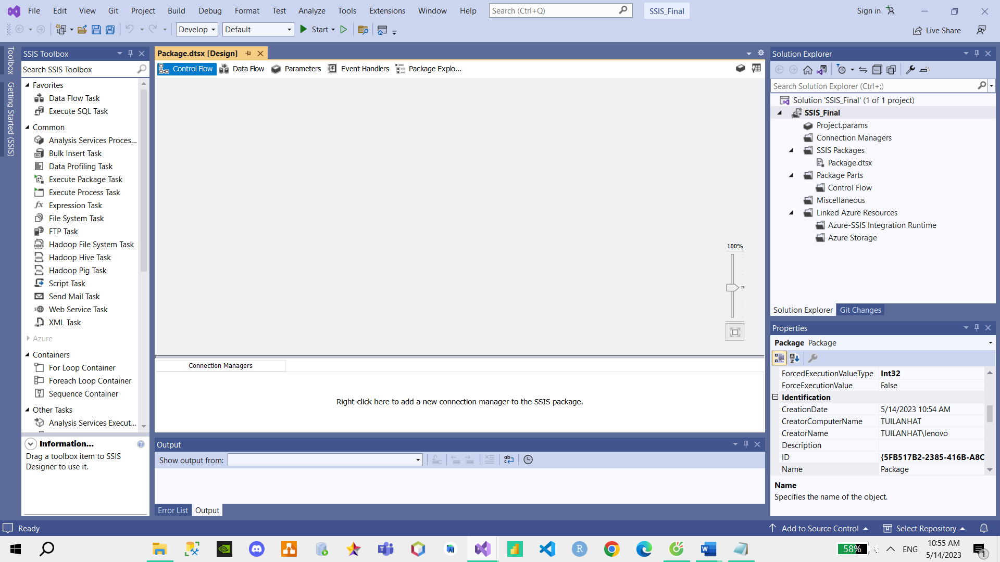 File Edit View Git Project Build Debug Format Test Analyze Tools Extensions Window Help Search (Ctrl+Q) SSIS_Final Sign in
Develop Default Start Live Share
Toolbox
Getting Started (SSIS)
SSIS Toolbox
Search SSIS Toolbox
Favorites
Data Flow Task
Execute SQL Task
Common
Analysis Services Proces...
Bulk Insert Task
Data Profiling Task
Execute Package Task
Execute Process Task
Expression Task
File System Task
FTP Task
Hadoop File System Task
Hadoop Hive Task
Hadoop Pig Task
Script Task
Send Mail Task
Web Service Task
XML Task
Azure
Containers
For Loop Container
Foreach Loop Container
Sequence Container
Other Tasks
Analysis Services Execut...
Information...
Drag a toolbox item to SSIS
Designer to use it.
Package.dtsx [Design]
Control Flow Data Flow Parameters Event Handlers Package Explo...
100%
Connection Managers
Right-click here to add a new connection manager to the SSIS package.
Output
Show output from:
Error List Output
Solution Explorer
Search Solution Explorer (Ctrl+;)
Solution 'SSIS_Final' (1 of 1 project)
SSIS_Final
Project.params
Connection Managers
SSIS Packages
Package.dtsx
Package Parts
Control Flow
Miscellaneous
Linked Azure Resources
Azure-SSIS Integration Runtime
Azure Storage
Solution Explorer Git Changes
Properties
Package Package
ForcedExecutionValueType Int32
ForceExecutionValue False
Identification
CreationDate 5/14/2023 10:54 AM
CreatorComputerName TUILANHAT
CreatorName TUILANHAT\lenovo
Description
ID {5FB517B2-2385-416B-A8C
Name Package
Name
Specifies the name of the object.
Ready Add to Source Control Select Repository
58% ENG 10:55 AM
5/14/2023 1